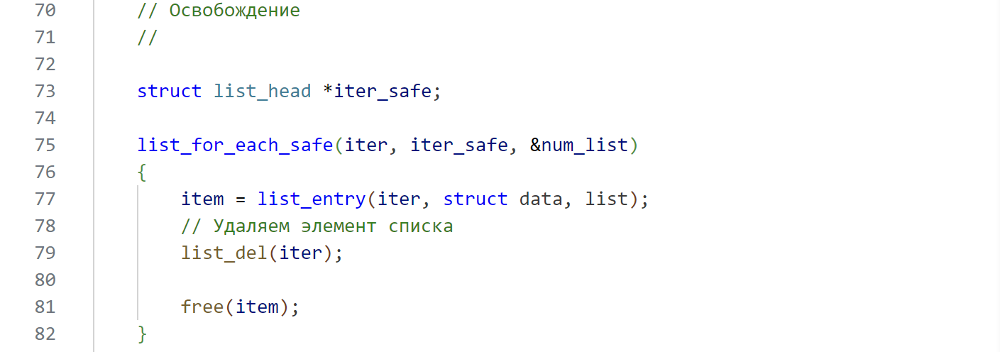 70 // Освобождение
71 //
72
73 struct list_head *iter_safe;
74
75 list_for_each_safe(iter, iter_safe, &num_list)
76 {
77 item = list_entry(iter, struct data, list);
78 // Удаляем элемент списка
79 list_del(iter);
80
81 free(item);
82 }